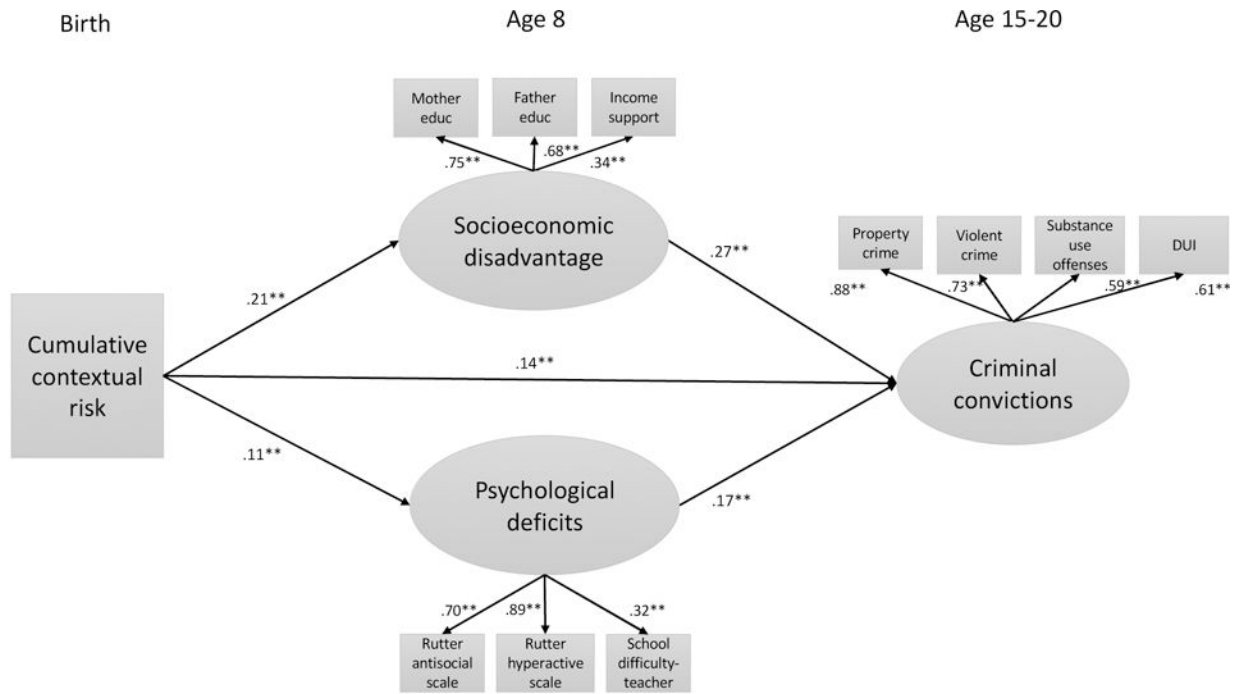 Birth
Age 8
Age 15-20
Mother
educ
Father
educ
Income
support
.75**
.68**
.34**
Socioeconomic
disadvantage
Property
crime
Violent
crime
Substance
use
offenses
DUI
.88**
.73**
.59**
.61**
.27**
.21**
Cumulative
contextual
risk
.14**
Criminal
convictions
.11**
Psychological
deficits
.17**
.70**
.89**
.32**
Rutter
antisocial
scale
Rutter
hyperactive
scale
School
difficulty-
teacher